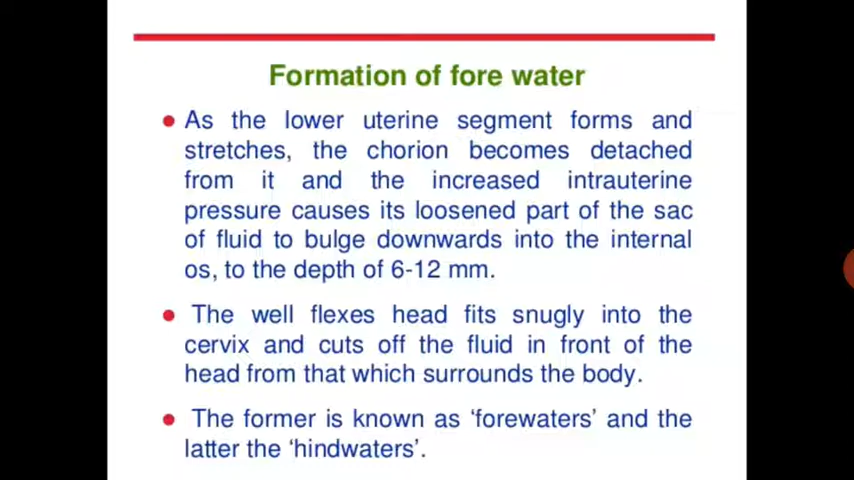 Formation of fore water
As the lower uterine segment forms and
stretches, the chorion becomes detached
from it and the increased intrauterine
pressure causes its loosened part of the sac
of fluid to bulge downwards into the internal
os, to the depth of 6-12 mm.
The well flexes head fits snugly into the
cervix and cuts off the fluid in front of the
head from that which surrounds the body.
The former is known as ‘forewaters’ and the
latter the ‘hindwaters’.